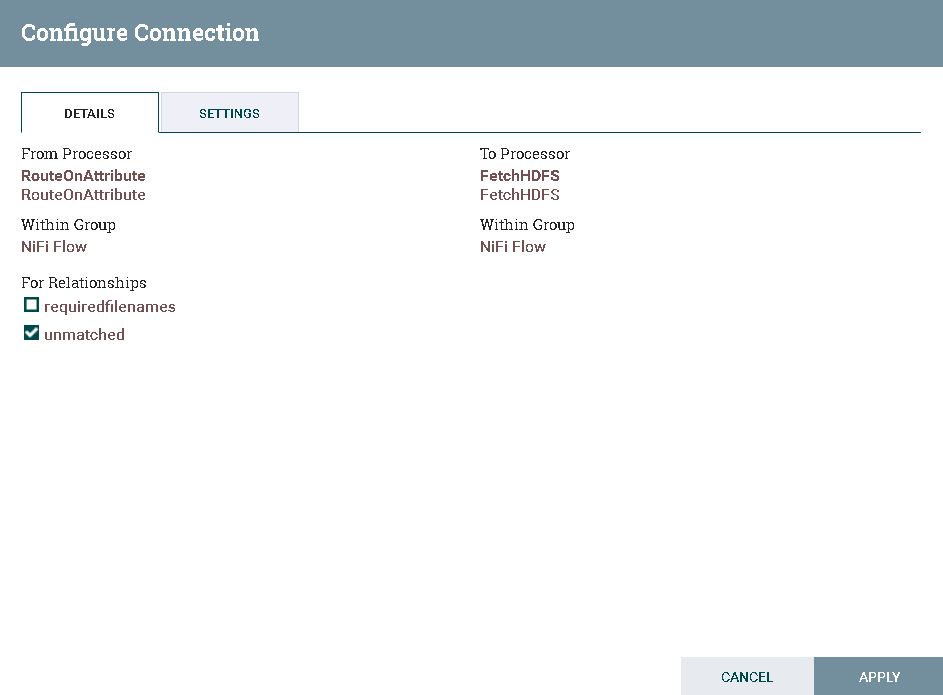 Configure Connection
DETAILS
SETTINGS
From Processor
RouteOnAttribute
RouteOnAttribute
To Processor
FetchHDFS
FetchHDFS
Within Group
NiFi Flow
Within Group
NiFi Flow
For Relationships
requiredfilenames
unmatched
CANCEL
APPLY